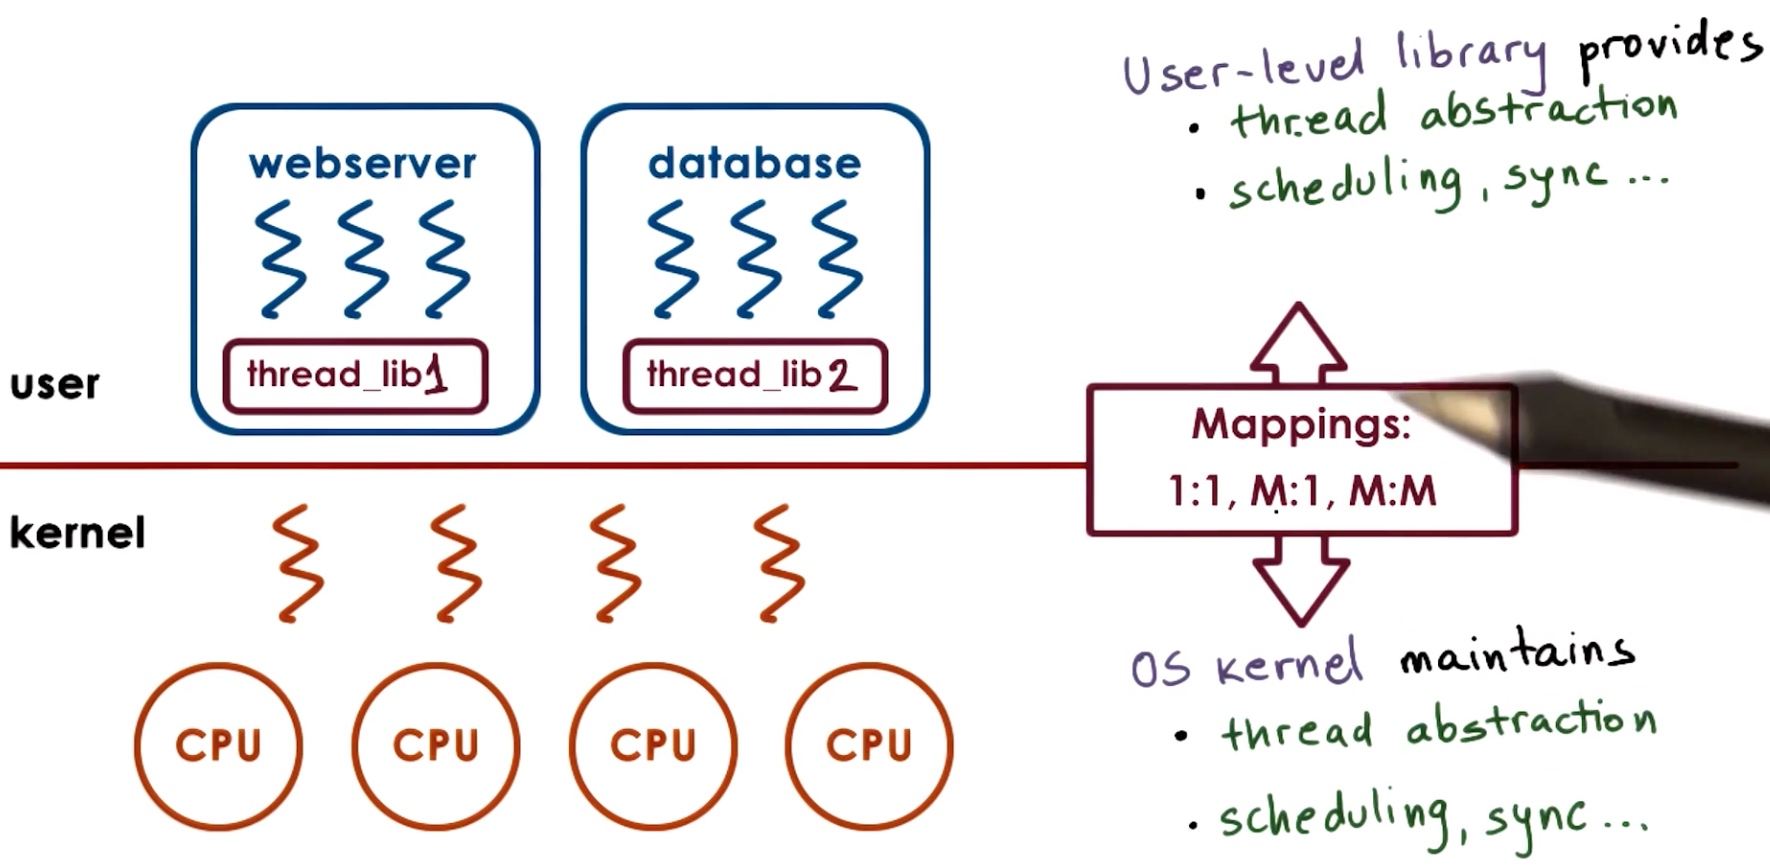 User-level library provides
• thread abstraction
• scheduling, sync ...
webserver
database
thread_lib1
thread_lib2
user
Mappings:
1:1, M:1, M:M
kernel
OS kernel maintains
• thread abstraction
• scheduling, sync ...
CPU
CPU
CPU
CPU